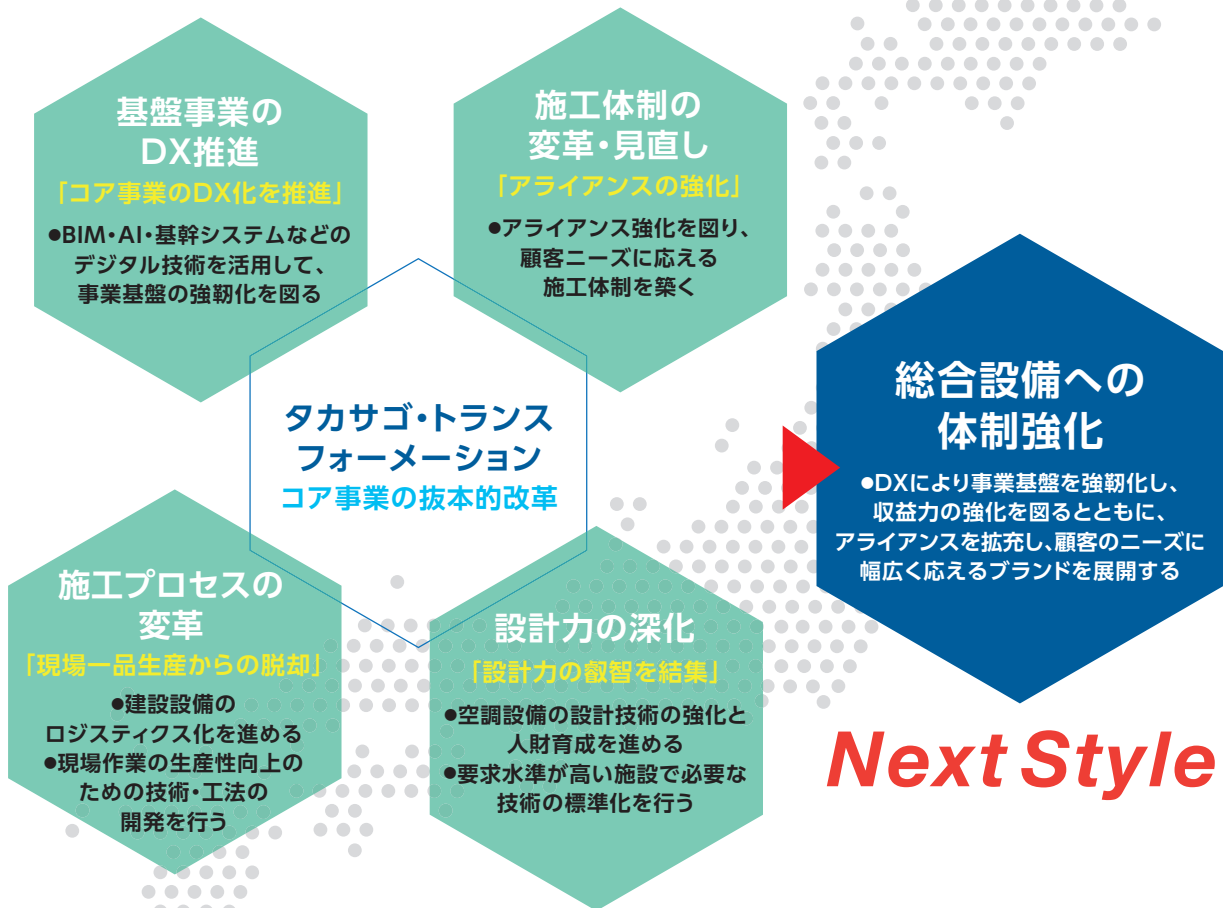 基盤事業の
DX推進
「コア事業のDX化を推進」
●BIM・AI・基幹システムなどの
デジタル技術を活用して、
事業基盤の強靭化を図る
施工体制の
変革・見直し
「アライアンスの強化」
●アライアンス強化を図り、
顧客ニーズに応える
施工体制を築く
タカサゴ・トランス
フォーメーション
コア事業の抜本的改革
施工プロセスの
変革
「現場一品生産からの脱却」
●建設設備の
ロジスティクス化を進める
●現場作業の生産性向上の
ための技術・工法の
開発を行う
設計力の深化
「設計力の叡智を結集」
●空調設備の設計技術の強化と
人財育成を進める
●要求水準が高い施設で必要な
技術の標準化を行う
総合設備への
体制強化
●DXにより事業基盤を強靭化し、
収益力の強化を図るとともに、
アライアンスを拡充し、顧客のニーズに
幅広く応えるブランドを展開する
Next Style